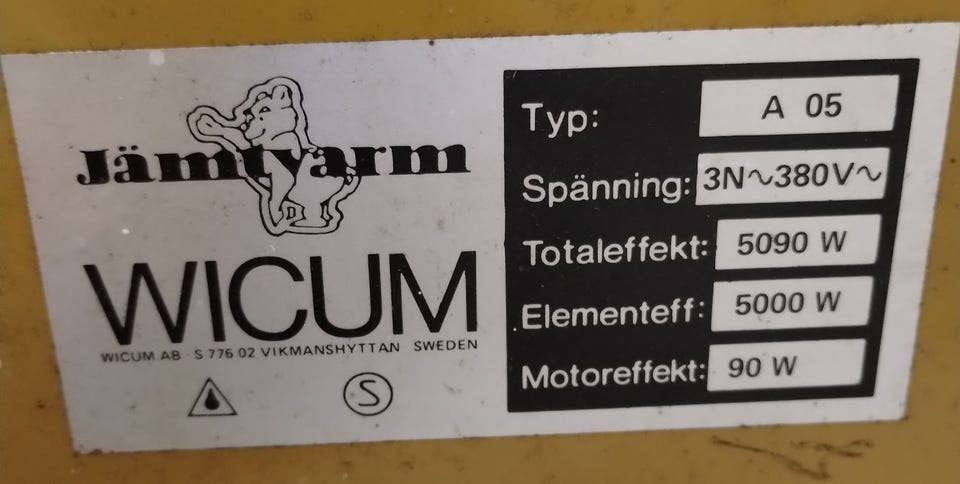 Jämtvarm
WICUM
WICUM AB S 776 02 VIKMANSHYTTAN SWEDEN
S
Typ: A 05
Spänning: 3N~380V~
Totaleffekt: 5090 W
Elementeff: 5000 W
Motoreffekt: 90 W